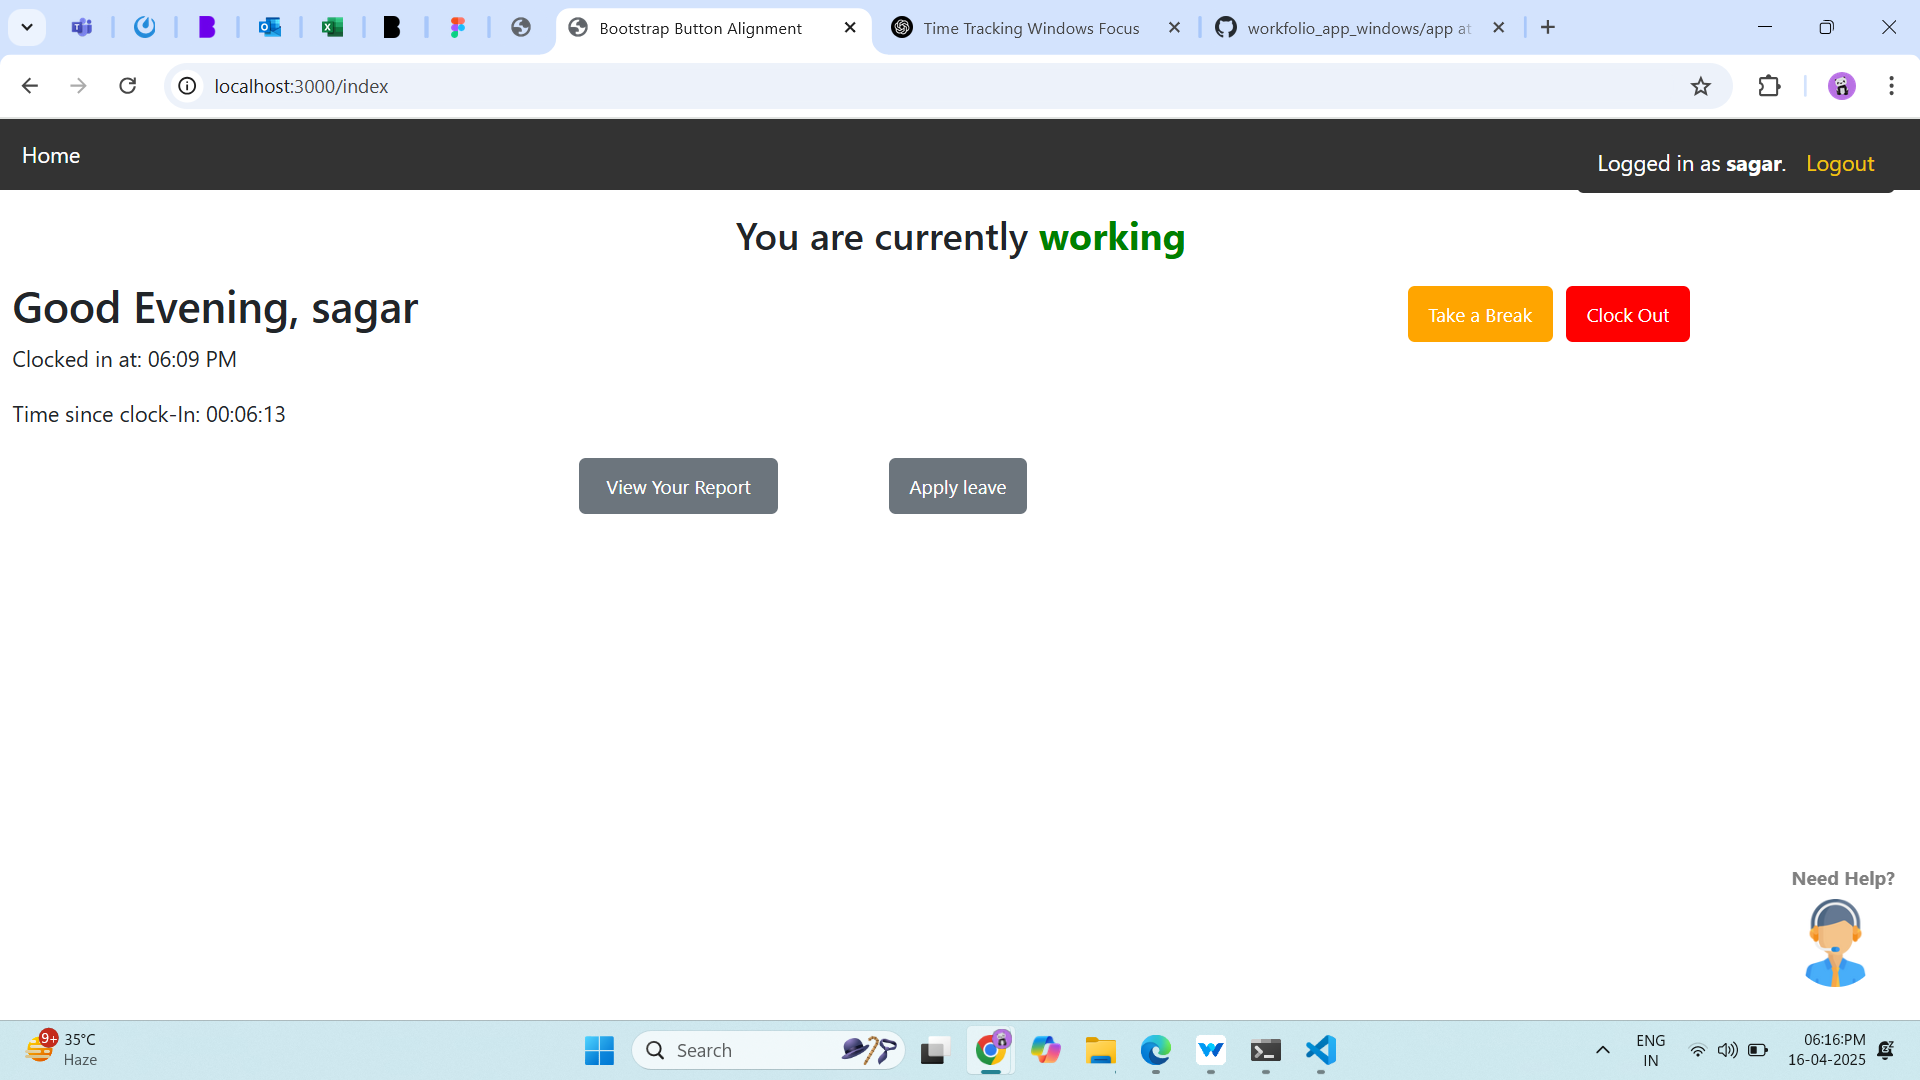 Bootstrap Button Alignment
Time Tracking Windows Focus
workfolio_app_windows/app at
localhost:3000/index
Home
Logged in as sagar. Logout
You are currently working
Good Evening, sagar
Take a Break
Clock Out
Clocked in at: 06:09 PM
Time since clock-In: 00:06:13
View Your Report
Apply leave
Need Help?
9+
35°C
Haze
Search
ENG
IN
06:16:PM
16-04-2025